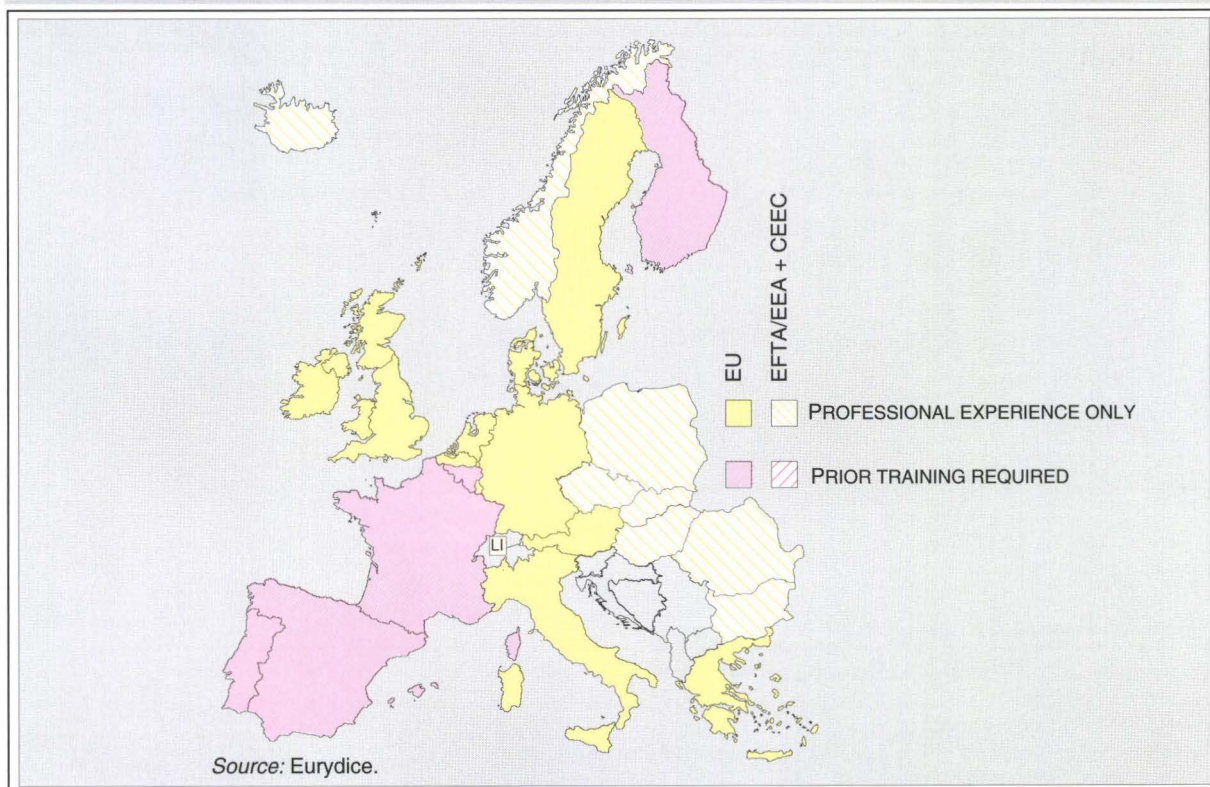 EU
EFTA/EEA + CEEC
PROFESSIONAL EXPERIENCE ONLY
PRIOR TRAINING REQUIRED
LI
Source: Eurydice.